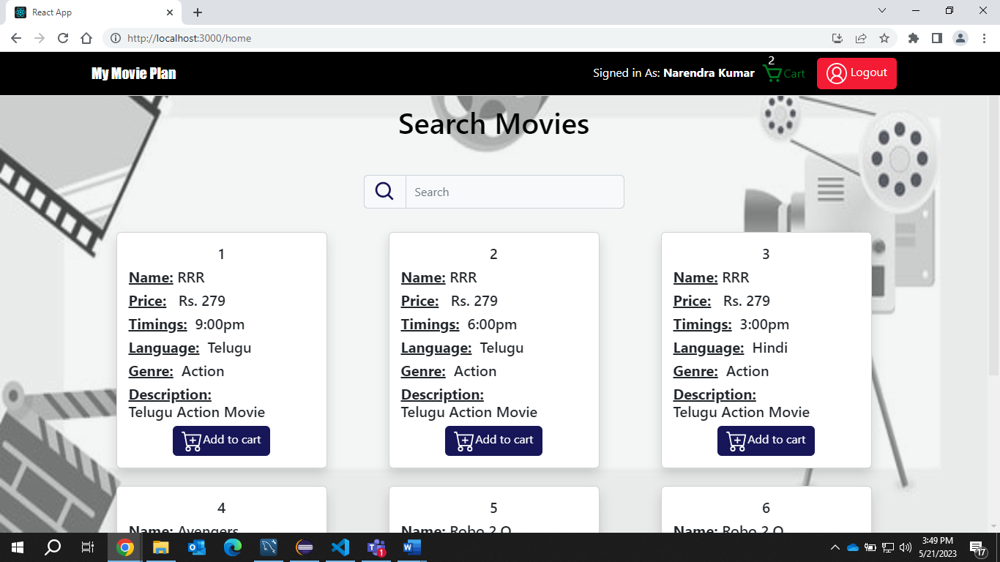 React App
http://localhost:3000/home
My Movie Plan
Signed in As: Narendra Kumar
2
Cart
Logout
Search Movies
Search
1
Name: RRR
Price: Rs. 279
Timings: 9:00pm
Language: Telugu
Genre: Action
Description:
Telugu Action Movie
Add to cart
2
Name: RRR
Price: Rs. 279
Timings: 6:00pm
Language: Telugu
Genre: Action
Description:
Telugu Action Movie
Add to cart
3
Name: RRR
Price: Rs. 279
Timings: 3:00pm
Language: Hindi
Genre: Action
Description:
Telugu Action Movie
Add to cart
4
Name: Avengers
5
Name: Robo 2.O
6
Name: Robo 2.O
1
3:49 PM
5/21/2023
17